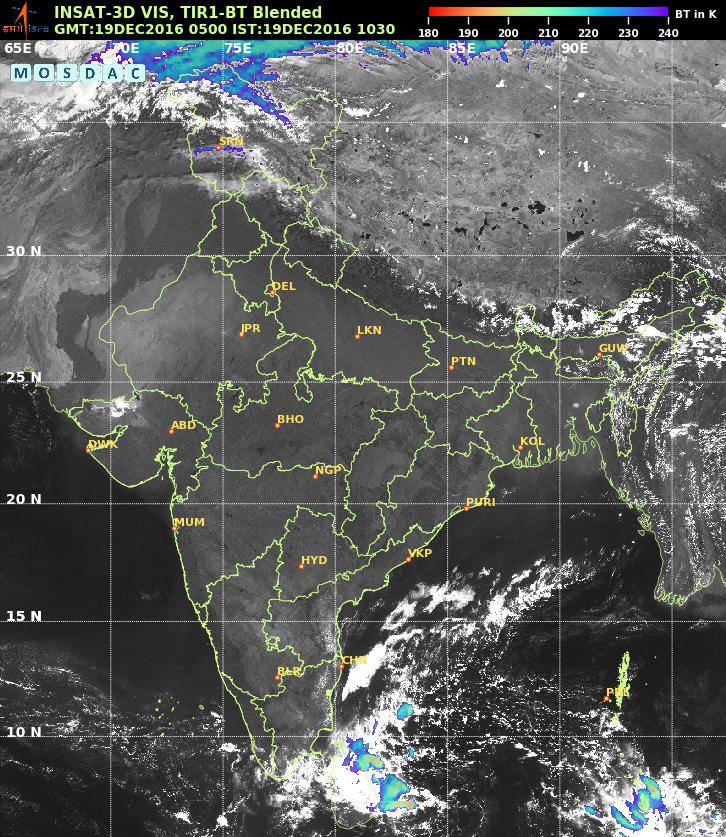 INSAT-3D VIS, TIR1-BT Blended
GMT:19DEC2016 0500 IST:19DEC2016 1030
BT in K
180 190 200 210 220 230 240
65E 70E 75E 80E 85E 90E
MOSDAC
SRN
30 N
DEL
JPR LKN
GUW
PTN
25 N
ABD BHO
DWK KOL
NGP
20 N PURI
MUM
VKP
HYD
15 N
CHN
BLR
10 N